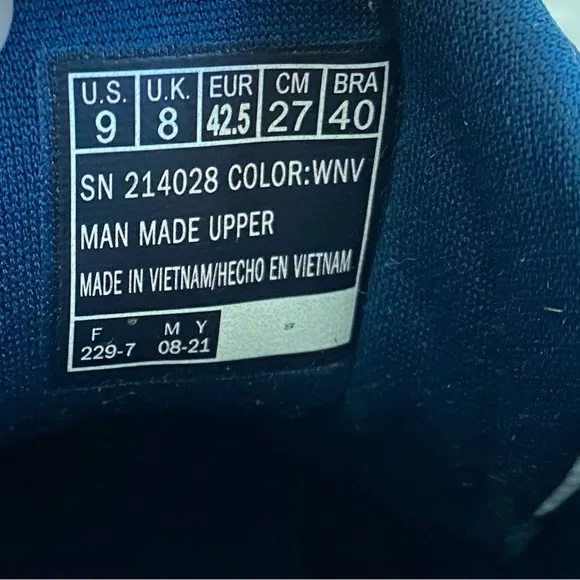 U.S. U.K. EUR CM BRA
9 8 42.5 27 40
SN 214028 COLOR:WNV
MAN MADE UPPER
MADE IN VIETNAM/HECHO EN VIETNAM
F M Y
229-7 08-21